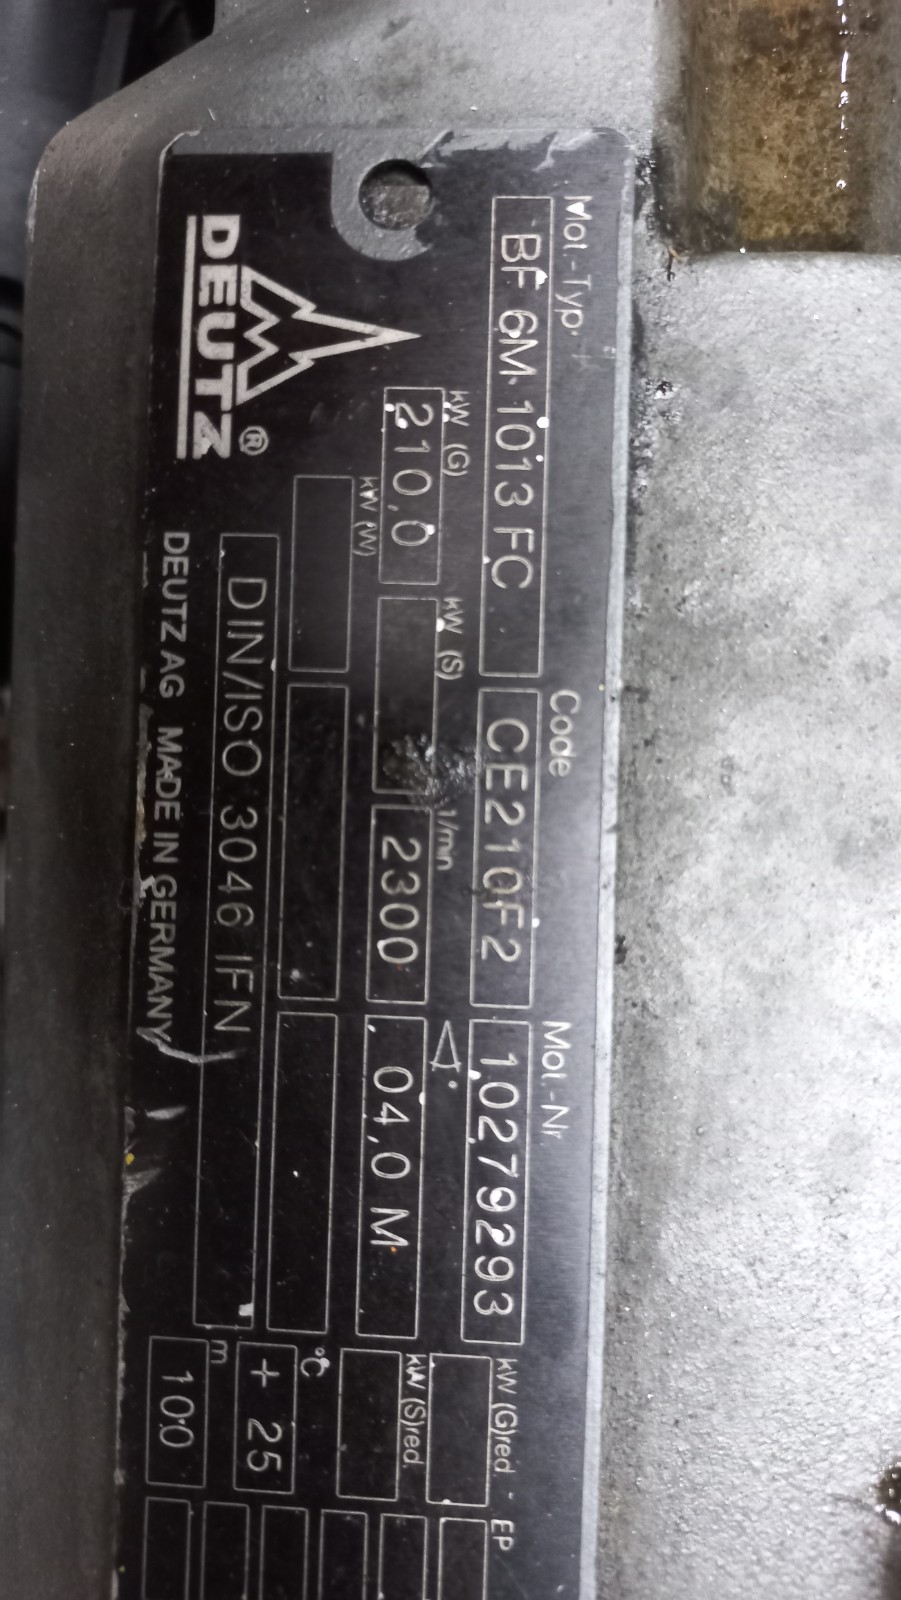 Mot.-Typ. Code Mot.-Nr. kW (G)red. EP
BF 6M 1013 FC CE210F2 10279293
kW (G) kW (S) 1/min kW (S)red.
210,0 2300 04,0 M
kW (W) °C
DIN/ISO 3046 IFN + 25
m
100
DEUTZ®
DEUTZ AG MADE IN GERMANY